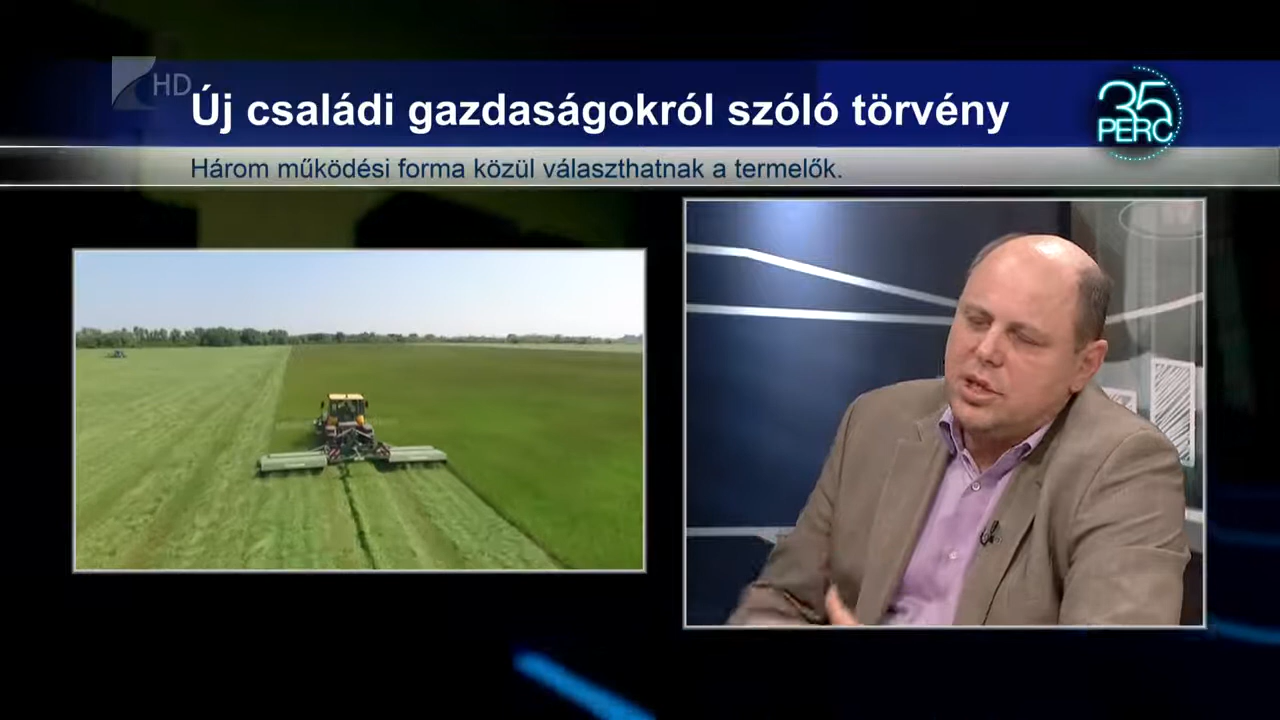 HD
Új családi gazdaságokról szóló törvény
35
PERC
Három működési forma közül választhatnak a termelők.